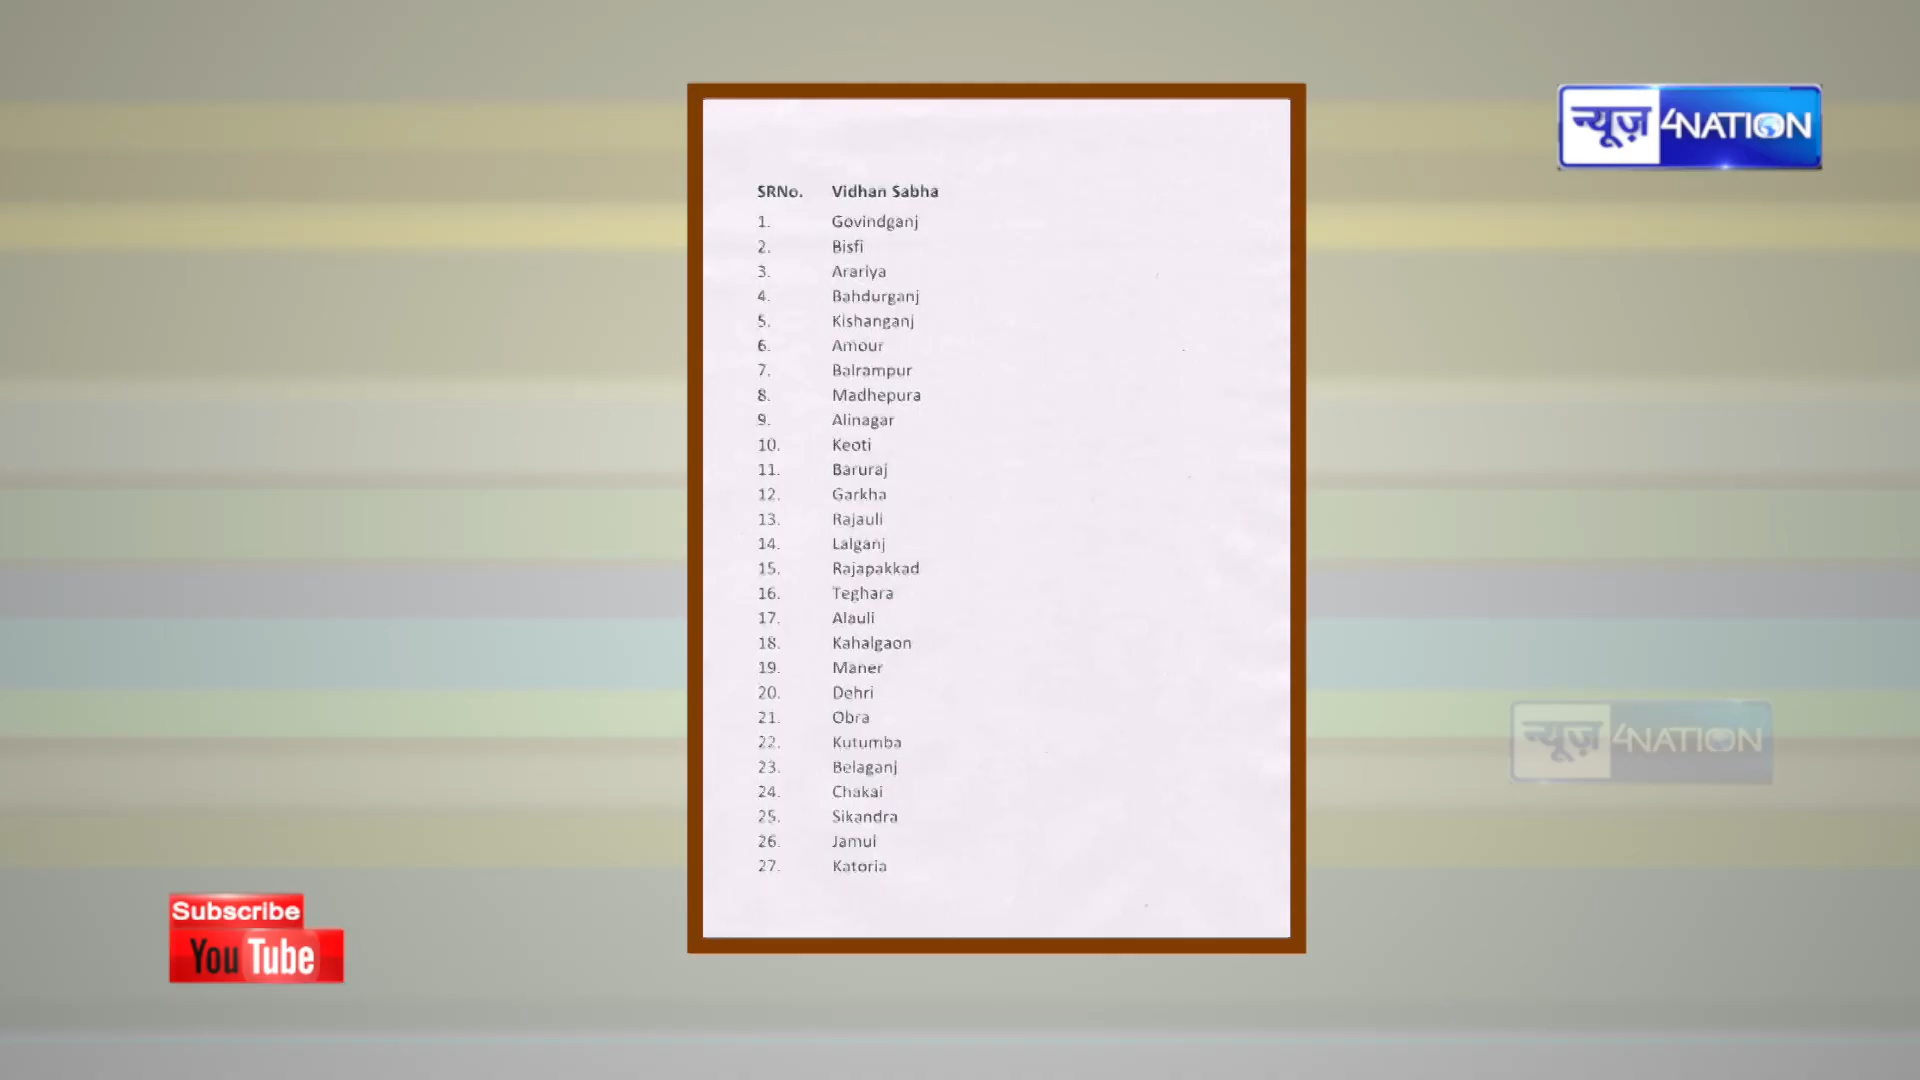 न्यूज़ 4NATION
SRNo. Vidhan Sabha
1. Govindganj
2. Bisfi
3. Arariya
4. Bahdurganj
5. Kishanganj
6. Amour
7. Balrampur
8. Madhepura
9. Alinagar
10. Keoti
11. Baruraj
12. Garkha
13. Rajauli
14. Lalganj
15. Rajapakkad
16. Teghara
17. Alauli
18. Kahalgaon
19. Maner
20. Dehri
21. Obra
22. Kutumba
23. Belaganj
24. Chakai
25. Sikandra
26. Jamui
27. Katoria
न्यूज़ 4NATION
Subscribe
YouTube